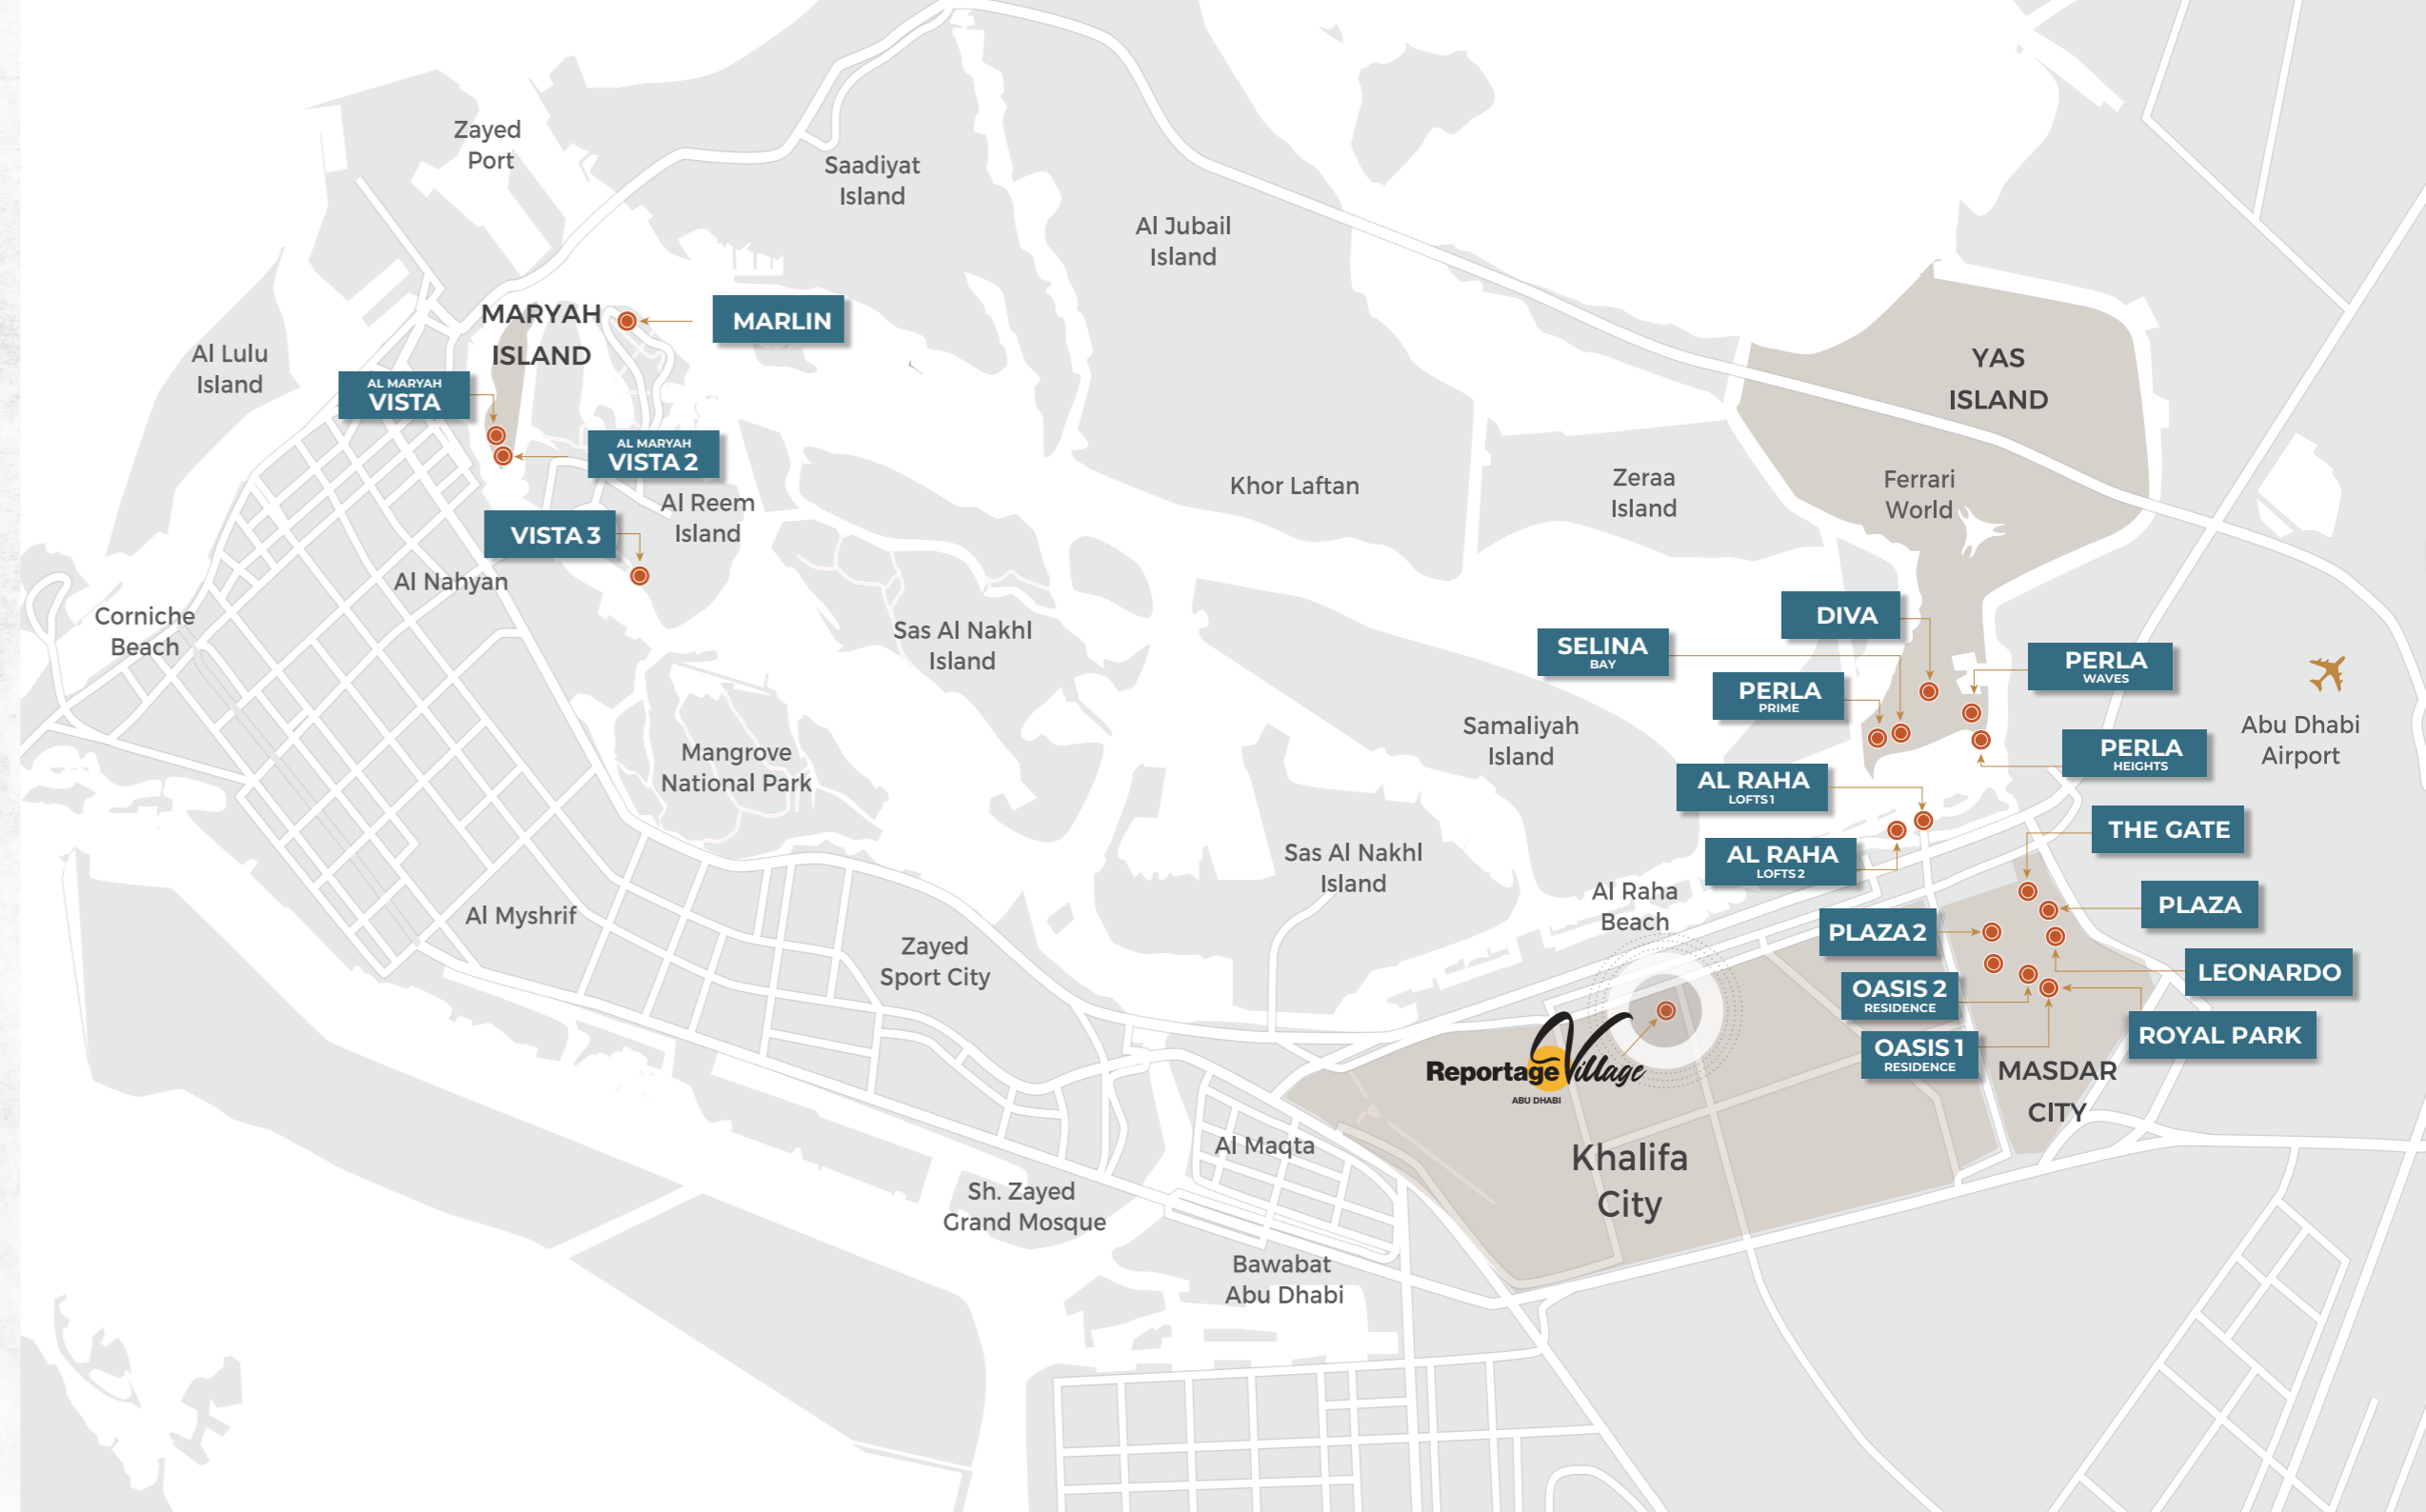 Zayed
Port
Saadiyat
Island
Al Jubail
Island
MARYAH
ISLAND
MARLIN
Al Lulu
Island
AL MARYAH
VISTA
AL MARYAH
VISTA 2
Al Reem
Island
VISTA 3
Al Nahyan
Corniche
Beach
Khor Laftan
Zeraa
Island
YAS
ISLAND
Ferrari
World
Sas Al Nakhl
Island
DIVA
SELINA
BAY
PERLA
PRIME
PERLA
WAVES
PERLA
HEIGHTS
Abu Dhabi
Airport
Mangrove
National Park
Samaliyah
Island
AL RAHA
LOFTS 1
AL RAHA
LOFTS 2
THE GATE
PLAZA
PLAZA 2
LEONARDO
OASIS 2
RESIDENCE
OASIS 1
RESIDENCE
ROYAL PARK
MASDAR
CITY
Sas Al Nakhl
Island
Al Raha
Beach
Al Myshrif
Zayed
Sport City
Reportage Village
ABU DHABI
Khalifa
City
Al Maqta
Sh. Zayed
Grand Mosque
Bawabat
Abu Dhabi